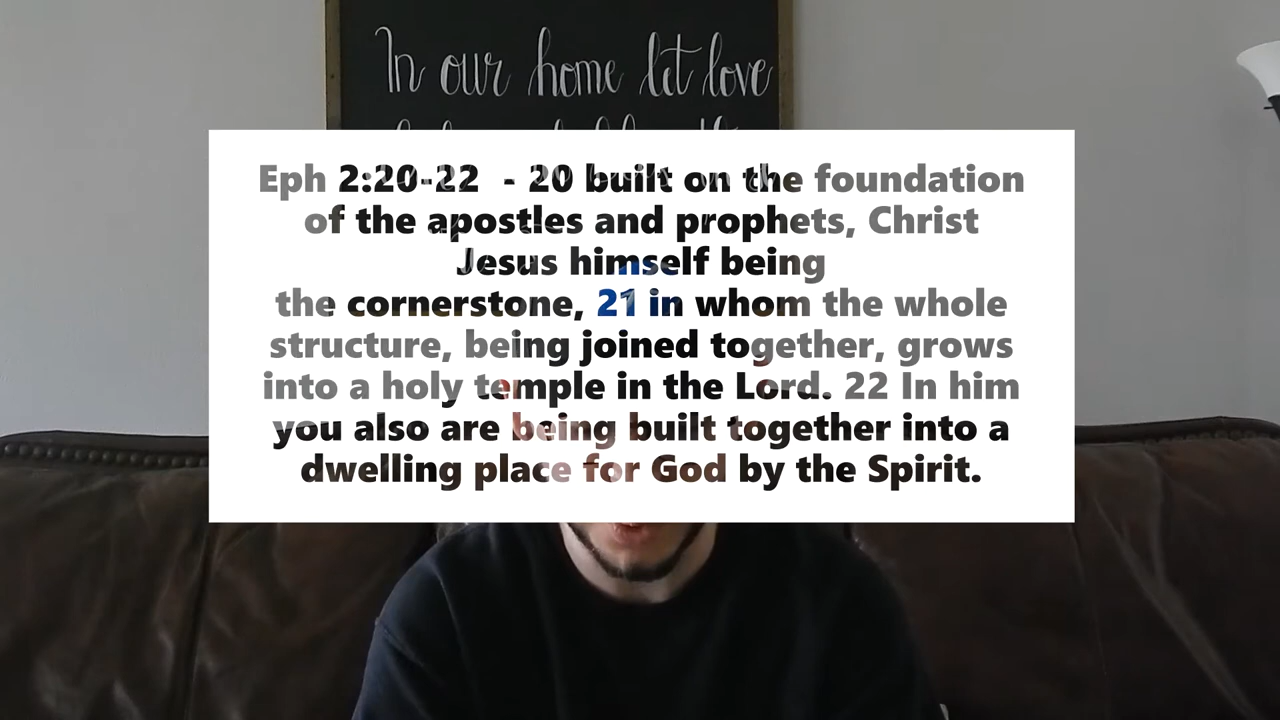 In our home let love
Eph 2:20-22 - 20 built on the foundation
of the apostles and prophets, Christ
Jesus himself being
the cornerstone, 21 in whom the whole
structure, being joined together, grows
into a holy temple in the Lord. 22 In him
you also are being built together into a
dwelling place for God by the Spirit.